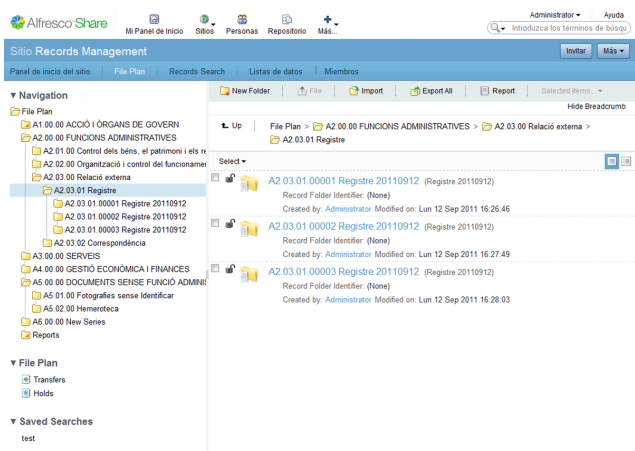 Alfresco Share
Mi Panel de Inicio
Sitios
Personas
Repositorio
Más...
Administrator
Ayuda
Introduzca los términos de búsqu
Sitio Records Management
Invitar
Más
Panel de inicio del sitio
File Plan
Records Search
Listas de datos
Miembros
Navigation
File Plan
A1.00.00 ACCIÓ I ÒRGANS DE GOVERN
A2.00.00 FUNCIONS ADMINISTRATIVES
A2.01.00 Control dels béns, el patrimoni i els re
A2.02.00 Organització i control del funcionamer
A2.03.00 Relació externa
A2.03.01 Registre
A2.03.01.00001 Registre 20110912
A2.03.01.00002 Registre 20110912
A2.03.01.00003 Registre 20110912
A2.03.02 Correspondència
A3.00.00 SERVEIS
A4.00.00 GESTIÓ ECONÒMICA I FINANCES
A5.00.00 DOCUMENTS SENSE FUNCIÓ ADMINIS
A5.01.00 Fotografies sense Identificar
A5.02.00 Hemeroteca
A6.00.00 New Series
Reports
File Plan
Transfers
Holds
Saved Searches
test
New Folder
File
Import
Export All
Report
Selected Items...
Hide Breadcrumb
Up
File Plan > A2.00.00 FUNCIONS ADMINISTRATIVES > A2.03.00 Relació externa >
A2.03.01 Registre
Select
A2.03.01.00001 Registre 20110912 (Registre 20110912)
Record Folder Identifier: (None)
Created by: Administrator Modified on: Lun 12 Sep 2011 16:26:46
A2.03.01.00002 Registre 20110912 (Registre 20110912)
Record Folder Identifier: (None)
Created by: Administrator Modified on: Lun 12 Sep 2011 16:27:49
A2.03.01.00003 Registre 20110912 (Registre 20110912)
Record Folder Identifier: (None)
Created by: Administrator Modified on: Lun 12 Sep 2011 16:28:03